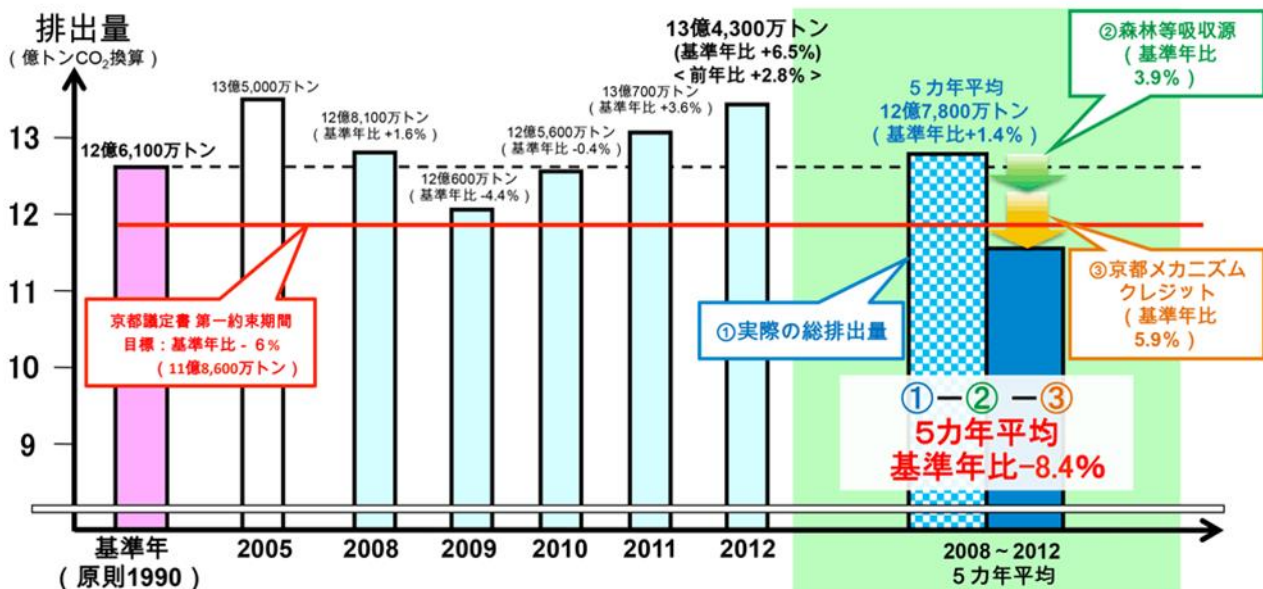 排出量
（億トンCO₂換算）
13
12
11
10
9
12億6,100万トン
13億5,000万トン
12億8,100万トン
（基準年比 +1.6%）
12億600万トン
（基準年比 -4.4%）
12億5,600万トン
（基準年比 -0.4%）
13億700万トン
（基準年比 +3.6%）
13億4,300万トン
(基準年比 +6.5%)
< 前年比 +2.8% >
5カ年平均
12億7,800万トン
（基準年比+1.4%）
②森林等吸収源
（基準年比
3.9%）
③京都メカニズム
クレジット
（基準年比
5.9%）
京都議定書 第一約束期間
目標：基準年比 - 6%
（11億8,600万トン）
①実際の総排出量
①－②－③
5カ年平均
基準年比-8.4%
基準年
（原則1990）
2005
2008
2009
2010
2011
2012
2008～2012
5カ年平均